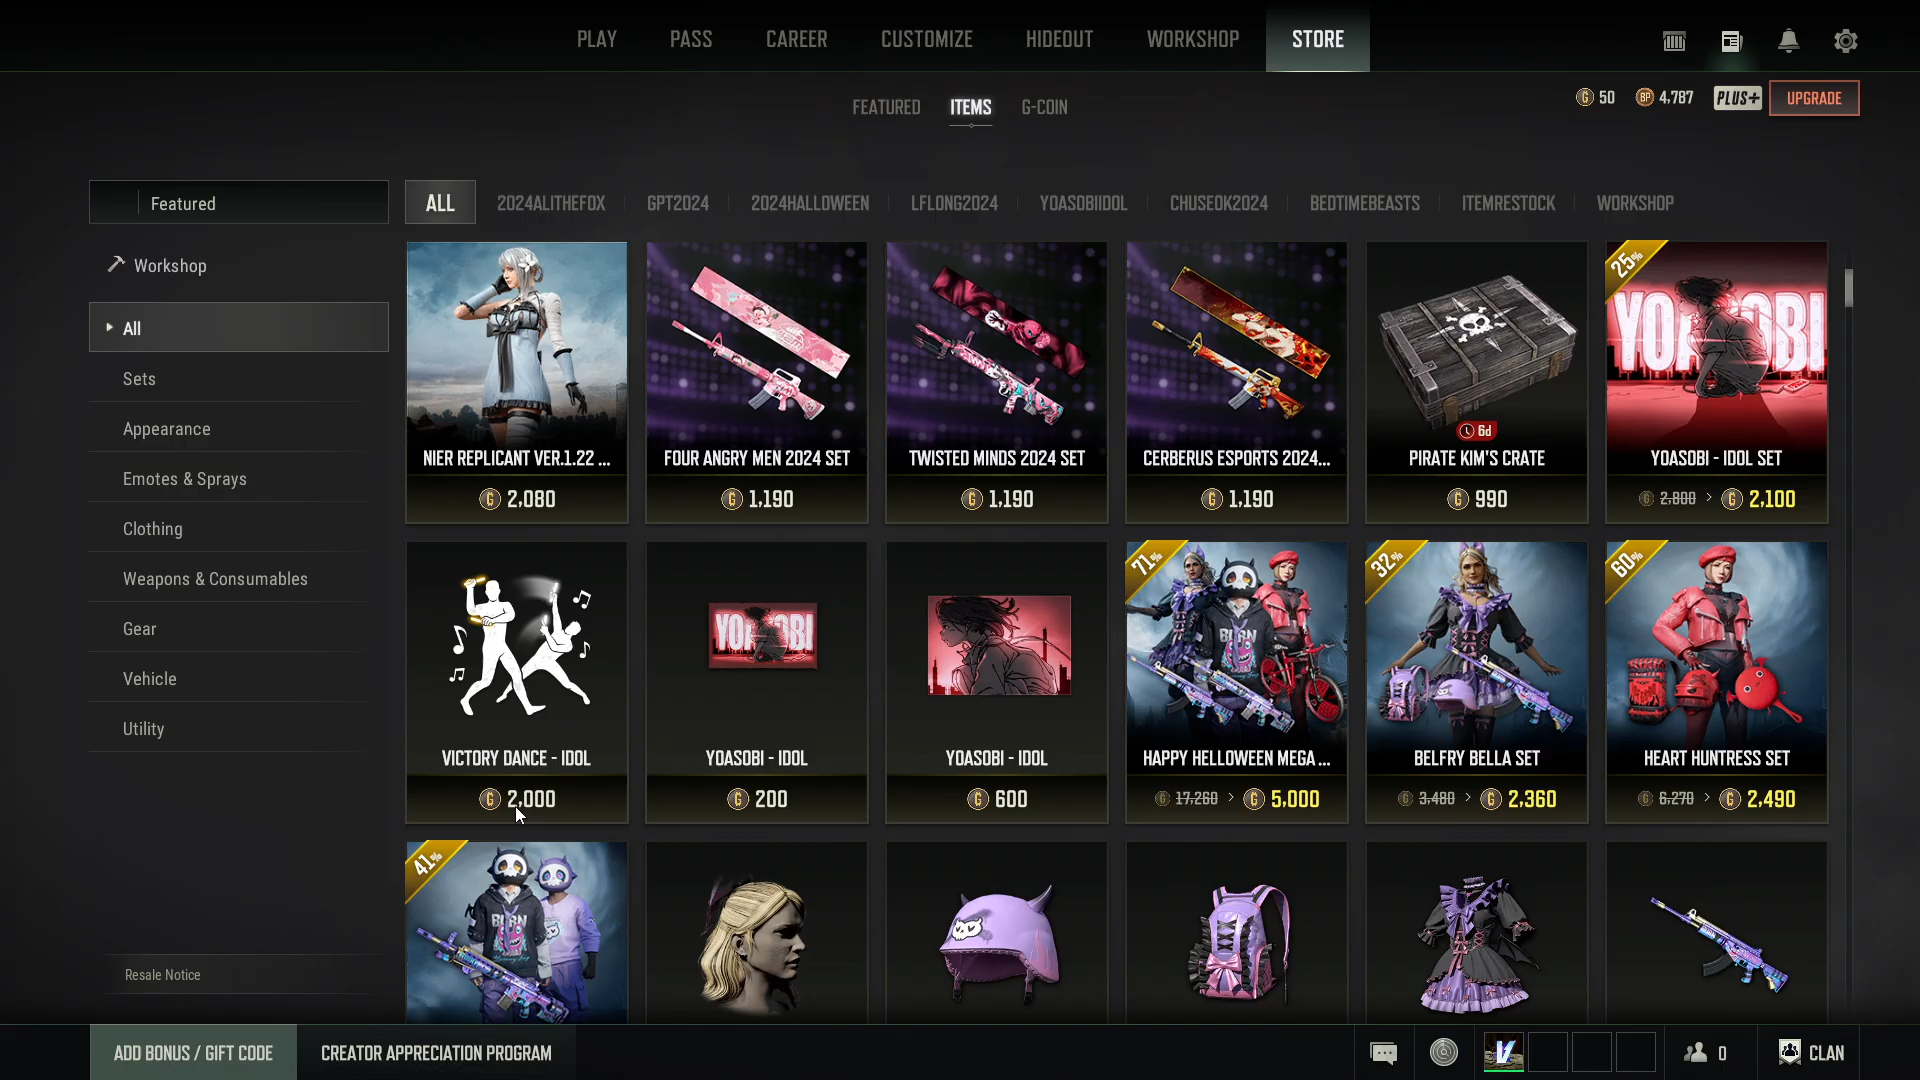 PLAY
PASS
CAREER
CUSTOMIZE
HIDEOUT
WORKSHOP
STORE
FEATURED
ITEMS
G-COIN
G 50
BP 4,787
PLUS+
UPGRADE
Featured
Workshop
All
Sets
Appearance
Emotes & Sprays
Clothing
Weapons & Consumables
Gear
Vehicle
Utility
Resale Notice
ALL
2024ALITHEFOX
GPT2024
2024HALLOWEEN
LFLONG2024
YOASOBIIDOL
CHUSEOK2024
BEDTIMEBEASTS
ITEMRESTOCK
WORKSHOP
NIER REPLICANT VER.1.22 ...
G 2,080
FOUR ANGRY MEN 2024 SET
G 1,190
TWISTED MINDS 2024 SET
G 1,190
CERBERUS ESPORTS 2024...
G 1,190
6d
PIRATE KIM'S CRATE
G 990
25%
YOASOBI
YOASOBI - IDOL SET
G 2,800 > G 2,100
VICTORY DANCE - IDOL
G 2,000
YOASOBI
YOASOBI - IDOL
G 200
YOASOBI - IDOL
G 600
71%
BURN
HAPPY HELLOWEEN MEGA ...
G 17,260 > G 5,000
32%
BELFRY BELLA SET
G 3,480 > G 2,360
60%
HEART HUNTRESS SET
G 6,270 > G 2,490
41%
BURN
ADD BONUS / GIFT CODE
CREATOR APPRECIATION PROGRAM
V
0
CLAN